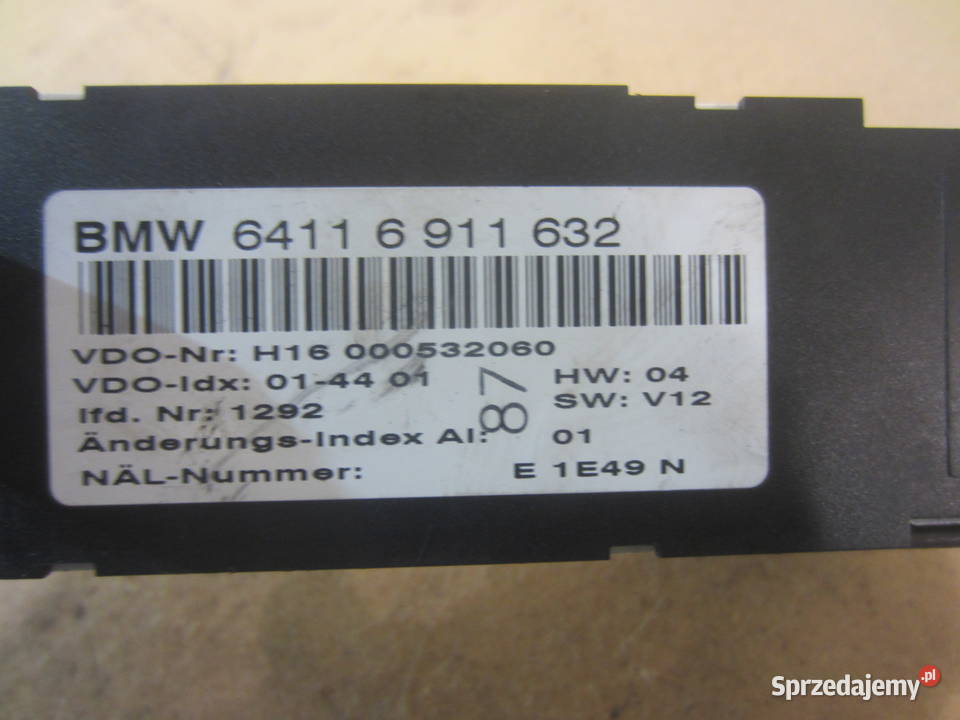 BMW 6411 6 911 632
VDO-Nr: H16 000532060
VDO-Idx: 01-44 01
HW: 04
lfd. Nr: 1292
SW: V12
87
Änderungs-Index AI: 01
NÄL-Nummer: E 1E49 N
Sprzedajemy.pl